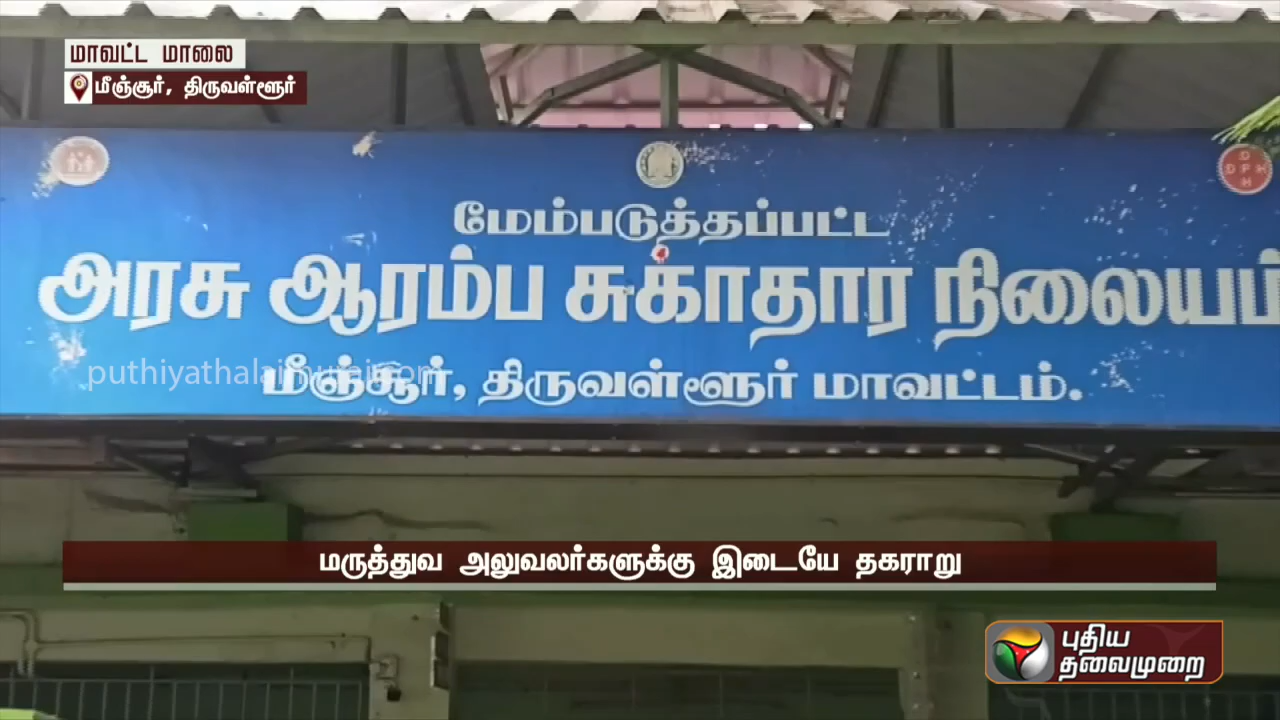 மாவட்ட மாலை
மீஞ்சூர், திருவள்ளூர்
மேம்படுத்தப்பட்ட
அரசு ஆரம்ப சுகாதார நிலையம்
மீஞ்சூர், திருவள்ளூர் மாவட்டம்.
puthiyathalaimurai.com
மருத்துவ அலுவலர்களுக்கு இடையே தகராறு
புதிய
தலைமுறை